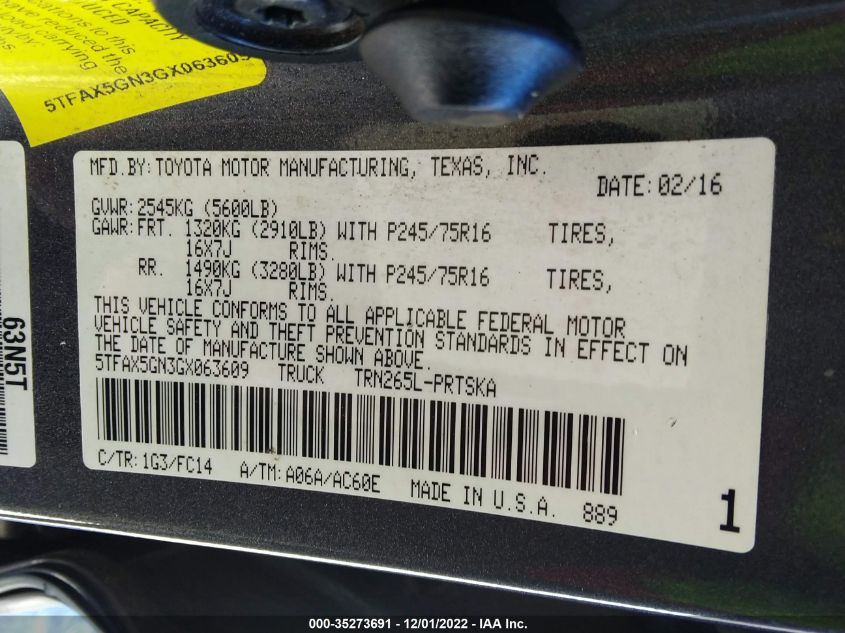 CAPACITY
5TFAX5GN3GX063609
MFD.BY: TOYOTA MOTOR MANUFACTURING, TEXAS, INC.
DATE: 02/16
GVWR: 2545KG (5600LB)
GAWR: FRT. 1320KG (2910LB) WITH P245/75R16 TIRES,
16X7J RIMS.
RR. 1490KG (3280LB) WITH P245/75R16 TIRES,
16X7J RIMS.
THIS VEHICLE CONFORMS TO ALL APPLICABLE FEDERAL MOTOR
VEHICLE SAFETY AND THEFT PREVENTION STANDARDS IN EFFECT ON
THE DATE OF MANUFACTURE SHOWN ABOVE.
5TFAX5GN3GX063609 TRUCK TRN265L-PRTSKA
C/TR: 1G3/FC14 A/TM: A06A/AC60E MADE IN U.S.A. 889
1
63N5T
000-35273691 - 12/01/2022 - IAA Inc.